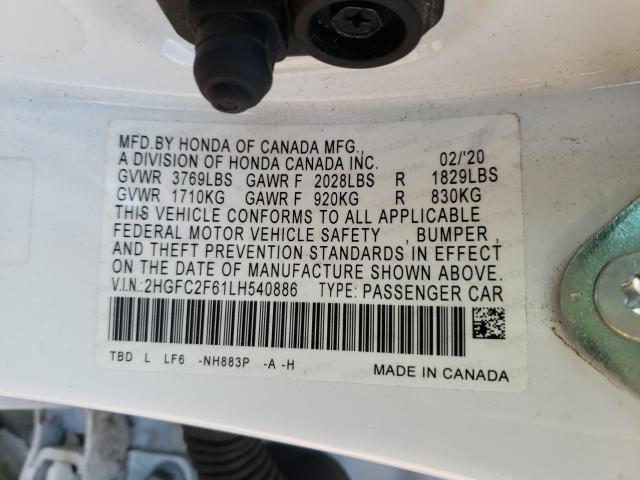 MFD.BY HONDA OF CANADA MFG.,
A DIVISION OF HONDA CANADA INC. 02/'20
GVWR 3769LBS GAWR F 2028LBS R 1829LBS
GVWR 1710KG GAWR F 920KG R 830KG
THIS VEHICLE CONFORMS TO ALL APPLICABLE
FEDERAL MOTOR VEHICLE SAFETY , BUMPER ,
AND THEFT PREVENTION STANDARDS IN EFFECT
ON THE DATE OF MANUFACTURE SHOWN ABOVE.
V.I.N.:2HGFC2F61LH540886 TYPE: PASSENGER CAR
TBD L LF6 -NH883P -A -H
MADE IN CANADA